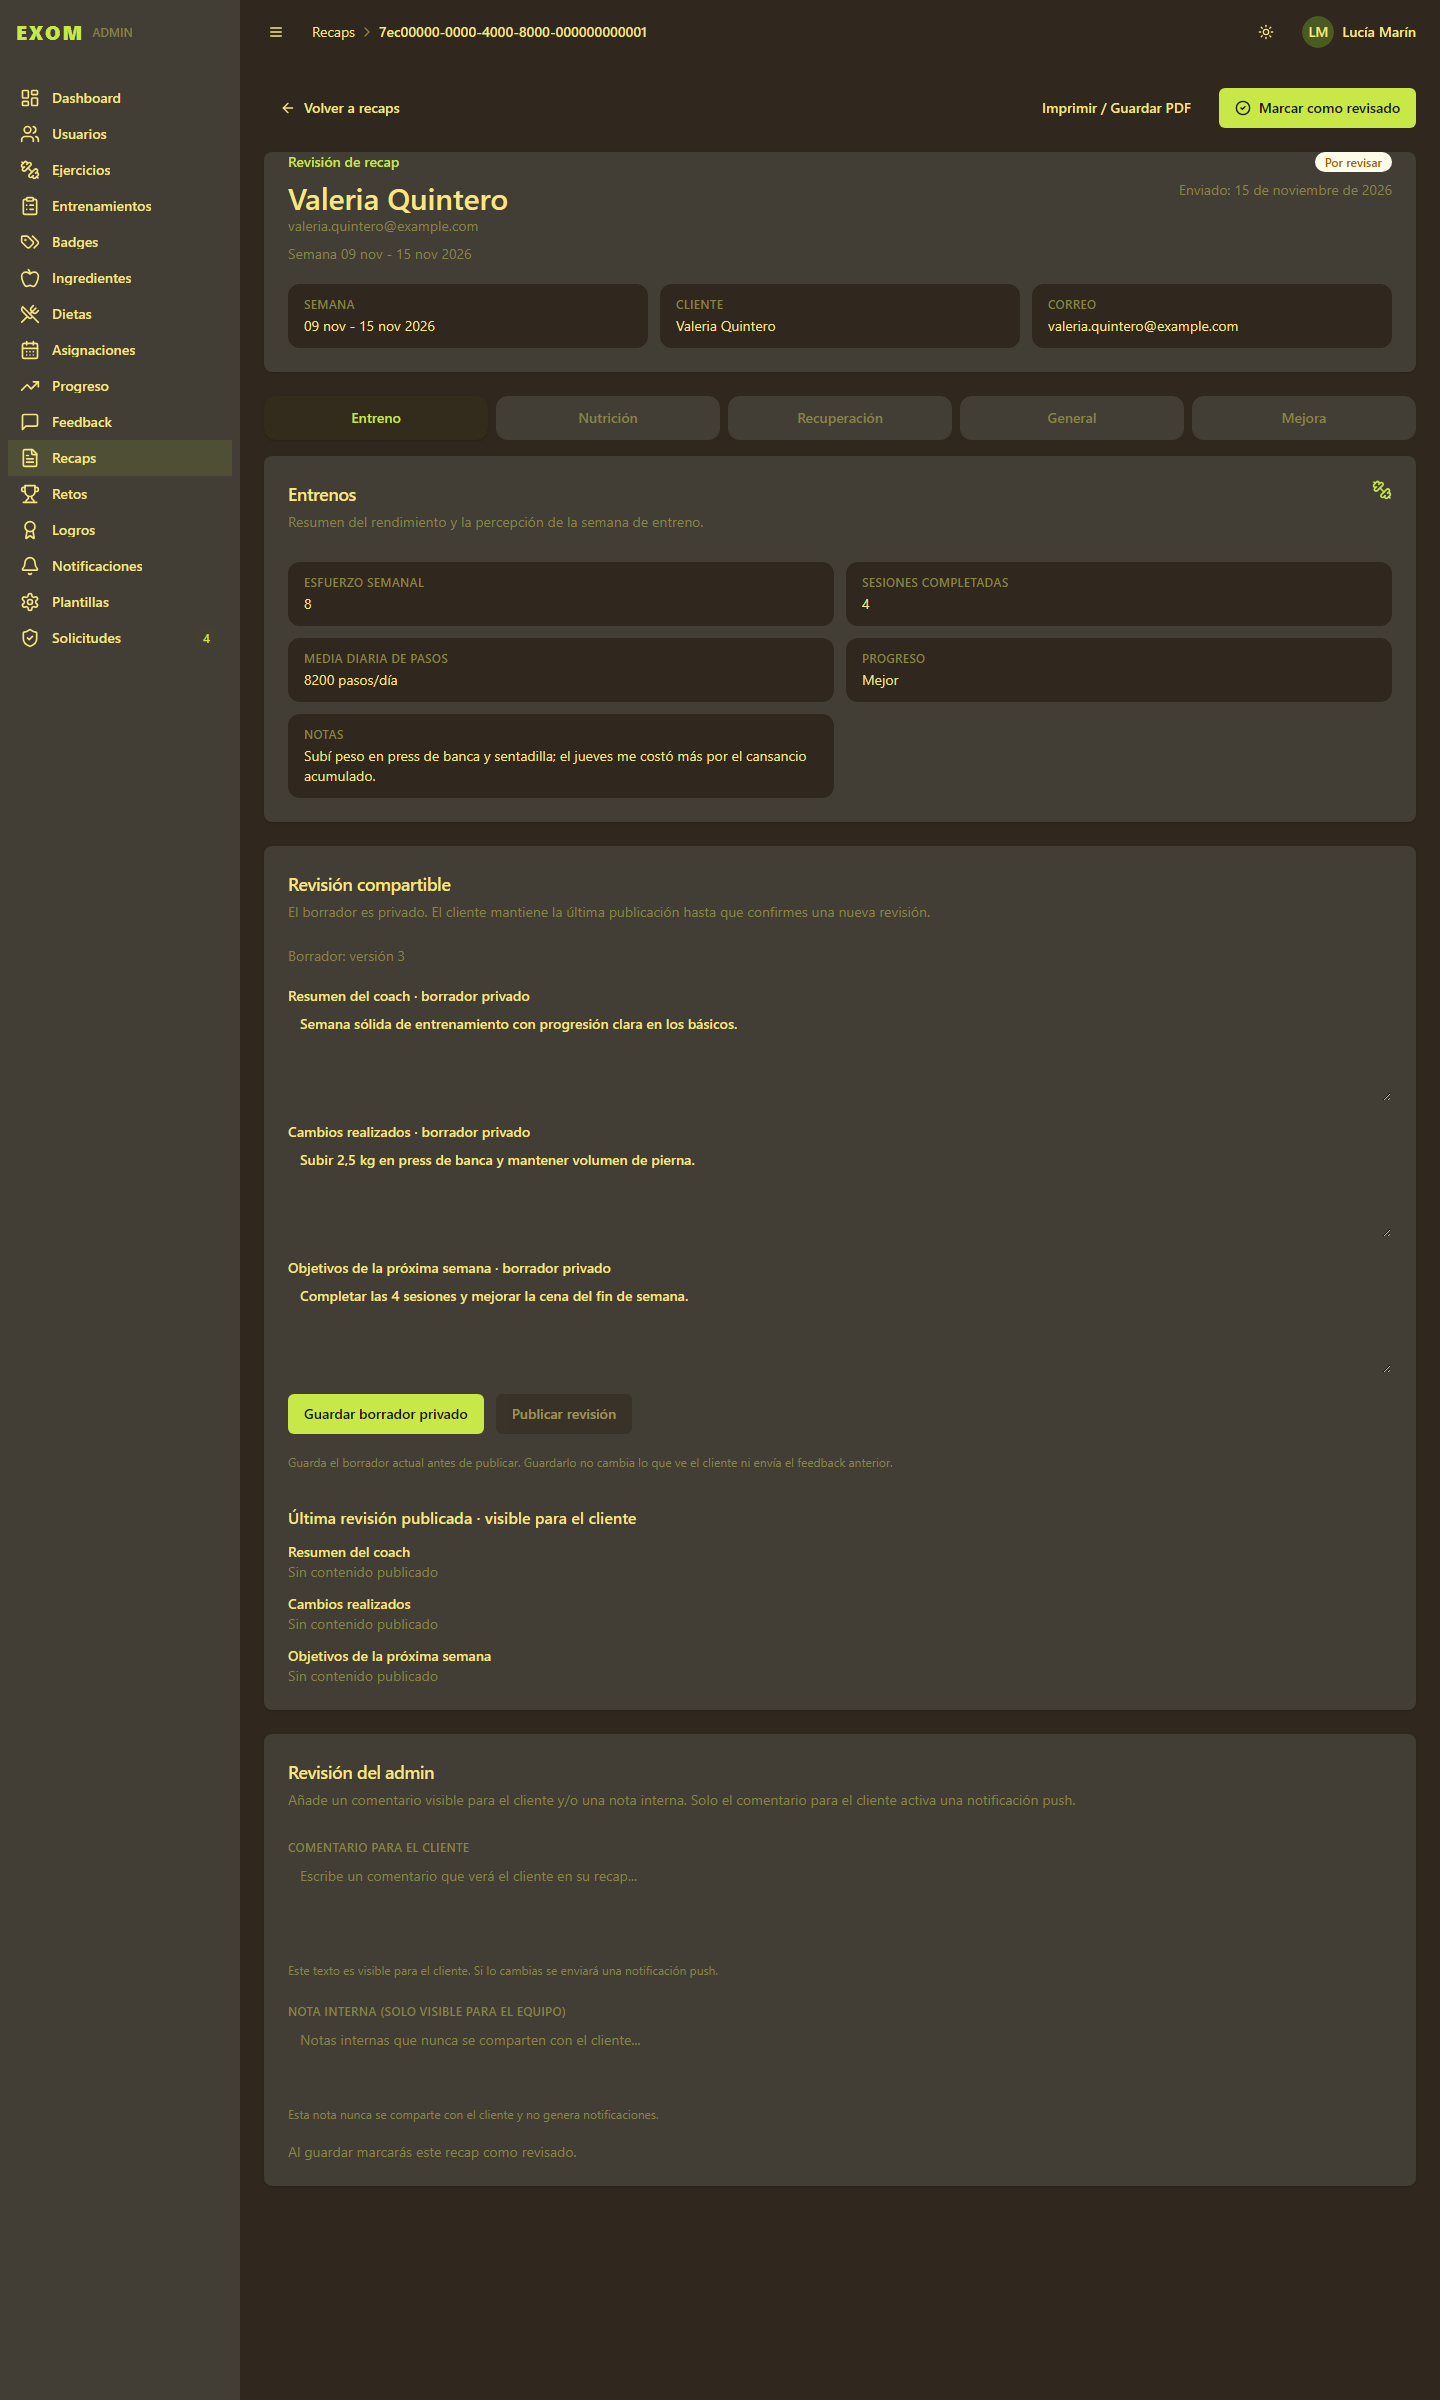 EXOM ADMIN
Dashboard
Usuarios
Ejercicios
Entrenamientos
Badges
Ingredientes
Dietas
Asignaciones
Progreso
Feedback
Recaps
Retos
Logros
Notificaciones
Plantillas
Solicitudes 4
Recaps 7ec00000-0000-4000-8000-000000000001
LM Lucía Marín
Volver a recaps
Imprimir / Guardar PDF
Marcar como revisado
Revisión de recap
Por revisar
Valeria Quintero
Enviado: 15 de noviembre de 2026
valeria.quintero@example.com
Semana 09 nov - 15 nov 2026
SEMANA
09 nov - 15 nov 2026
CLIENTE
Valeria Quintero
CORREO
valeria.quintero@example.com
Entreno
Nutrición
Recuperación
General
Mejora
Entrenos
Resumen del rendimiento y la percepción de la semana de entreno.
ESFUERZO SEMANAL
8
SESIONES COMPLETADAS
4
MEDIA DIARIA DE PASOS
8200 pasos/día
PROGRESO
Mejor
NOTAS
Subí peso en press de banca y sentadilla; el jueves me costó más por el cansancio
acumulado.
Revisión compartible
El borrador es privado. El cliente mantiene la última publicación hasta que confirmes una nueva revisión.
Borrador: versión 3
Resumen del coach · borrador privado
Semana sólida de entrenamiento con progresión clara en los básicos.
Cambios realizados · borrador privado
Subir 2,5 kg en press de banca y mantener volumen de pierna.
Objetivos de la próxima semana · borrador privado
Completar las 4 sesiones y mejorar la cena del fin de semana.
Guardar borrador privado
Publicar revisión
Guarda el borrador actual antes de publicar. Guardarlo no cambia lo que ve el cliente ni envía el feedback anterior.
Última revisión publicada · visible para el cliente
Resumen del coach
Sin contenido publicado
Cambios realizados
Sin contenido publicado
Objetivos de la próxima semana
Sin contenido publicado
Revisión del admin
Añade un comentario visible para el cliente y/o una nota interna. Solo el comentario para el cliente activa una notificación push.
COMENTARIO PARA EL CLIENTE
Escribe un comentario que verá el cliente en su recap...
Este texto es visible para el cliente. Si lo cambias se enviará una notificación push.
NOTA INTERNA (SOLO VISIBLE PARA EL EQUIPO)
Notas internas que nunca se comparten con el cliente...
Esta nota nunca se comparte con el cliente y no genera notificaciones.
Al guardar marcarás este recap como revisado.